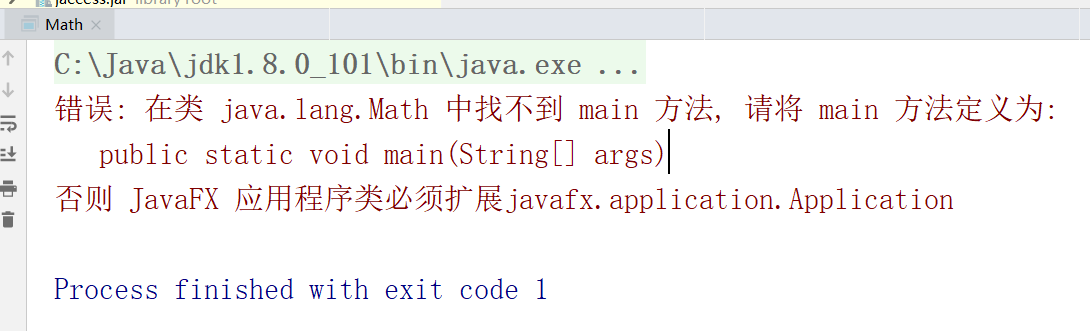 jaccess.jar library root
Math
C:\Java\jdk1.8.0_101\bin\java.exe ...
错误: 在类 java.lang.Math 中找不到 main 方法, 请将 main 方法定义为:
public static void main(String[] args)
否则 JavaFX 应用程序类必须扩展javafx.application.Application
Process finished with exit code 1